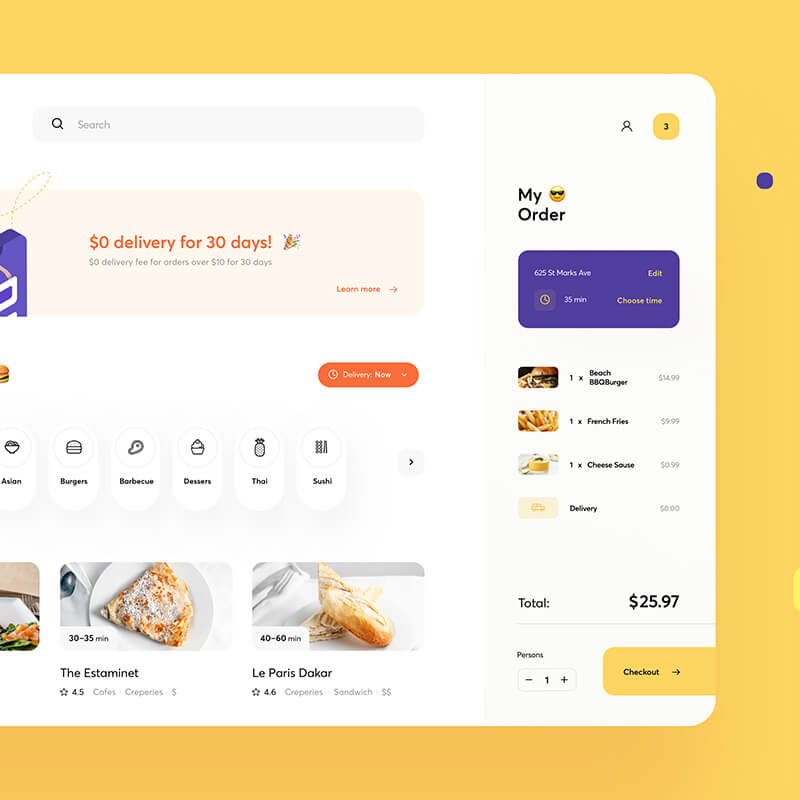 Search
3
$0 delivery for 30 days!
$0 delivery fee for orders over $10 for 30 days
Learn more
Delivery: Now
Asian
Burgers
Barbecue
Dessers
Thai
Sushi
30-35 min
40-60 min
The Estaminet
4.5 Cafes · Creperies · $
Le Paris Dakar
4.6 Creperies · Sandwich · $$
My
Order
625 St Marks Ave
Edit
35 min
Choose time
1 x Beach
BBQBurger
$14.99
1 x French Fries
$9.99
1 x Cheese Sause
$0.99
Delivery
$0.00
Total:
$25.97
Persons
1
Checkout